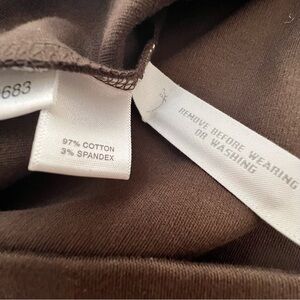 683
97% COTTON
3% SPANDEX
REMOVE BEFORE WEARING
OR WASHING